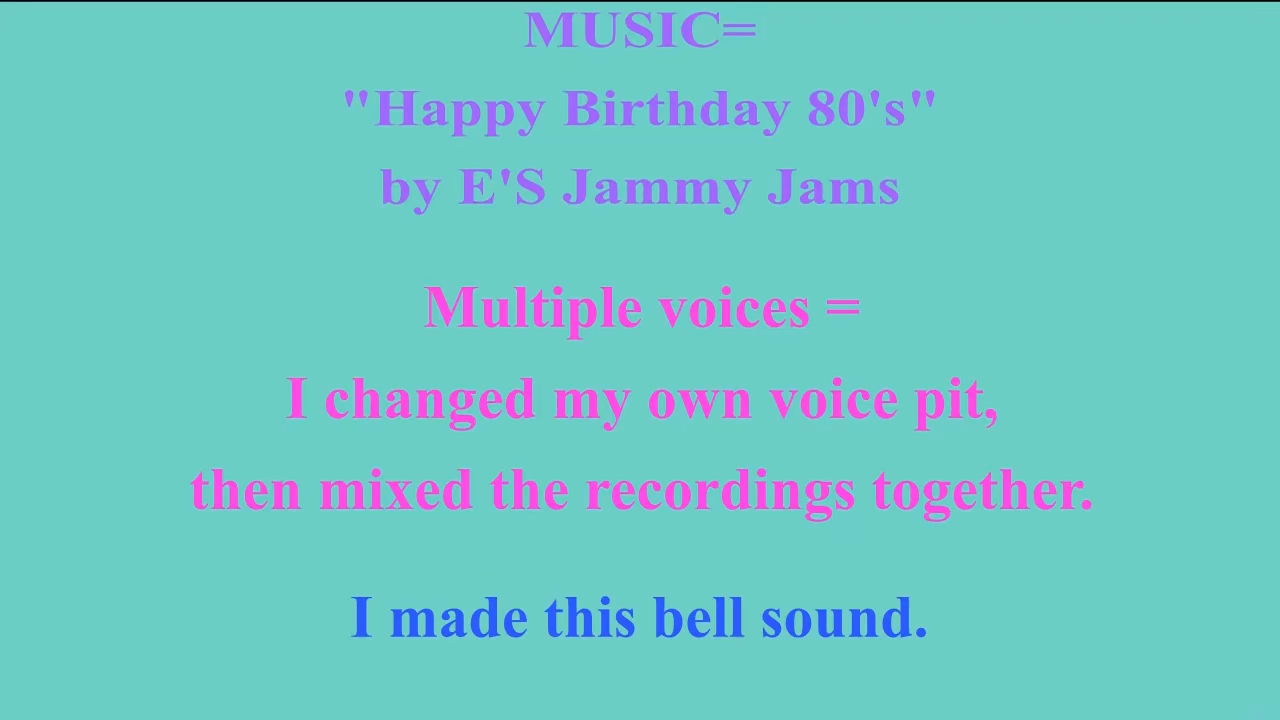 MUSIC=
"Happy Birthday 80's"
by E'S Jammy Jams
Multiple voices =
I changed my own voice pit,
then mixed the recordings together.
I made this bell sound.